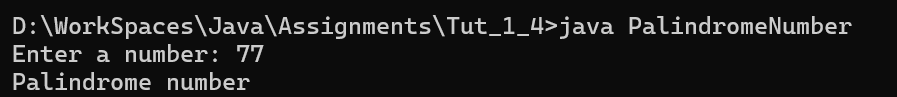 D:\WorkSpaces\Java\Assignments\Tut_1_4>java PalindromeNumber
Enter a number: 77
Palindrome number